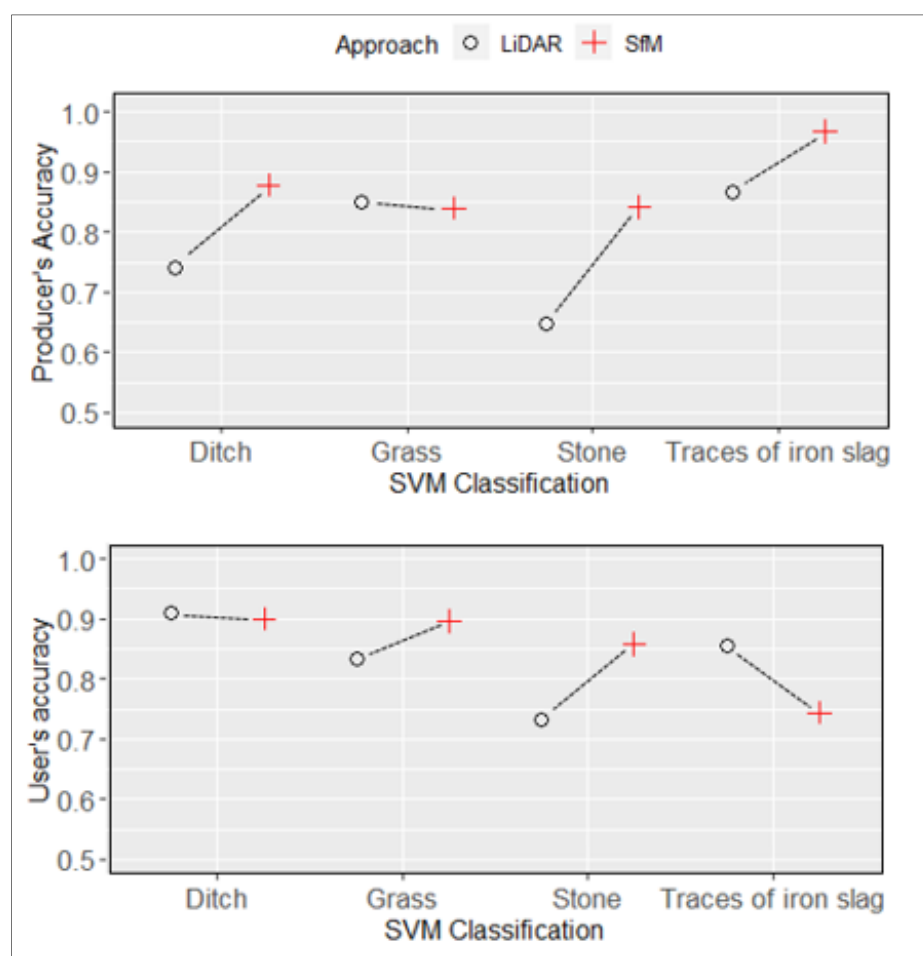 Approach LiDAR SfM
Producer's Accuracy
1.0
0.9
0.8
0.7
0.6
0.5
Ditch Grass Stone Traces of iron slag
SVM Classification
User's accuracy
1.0
0.9
0.8
0.7
0.6
0.5
Ditch Grass Stone Traces of iron slag
SVM Classification